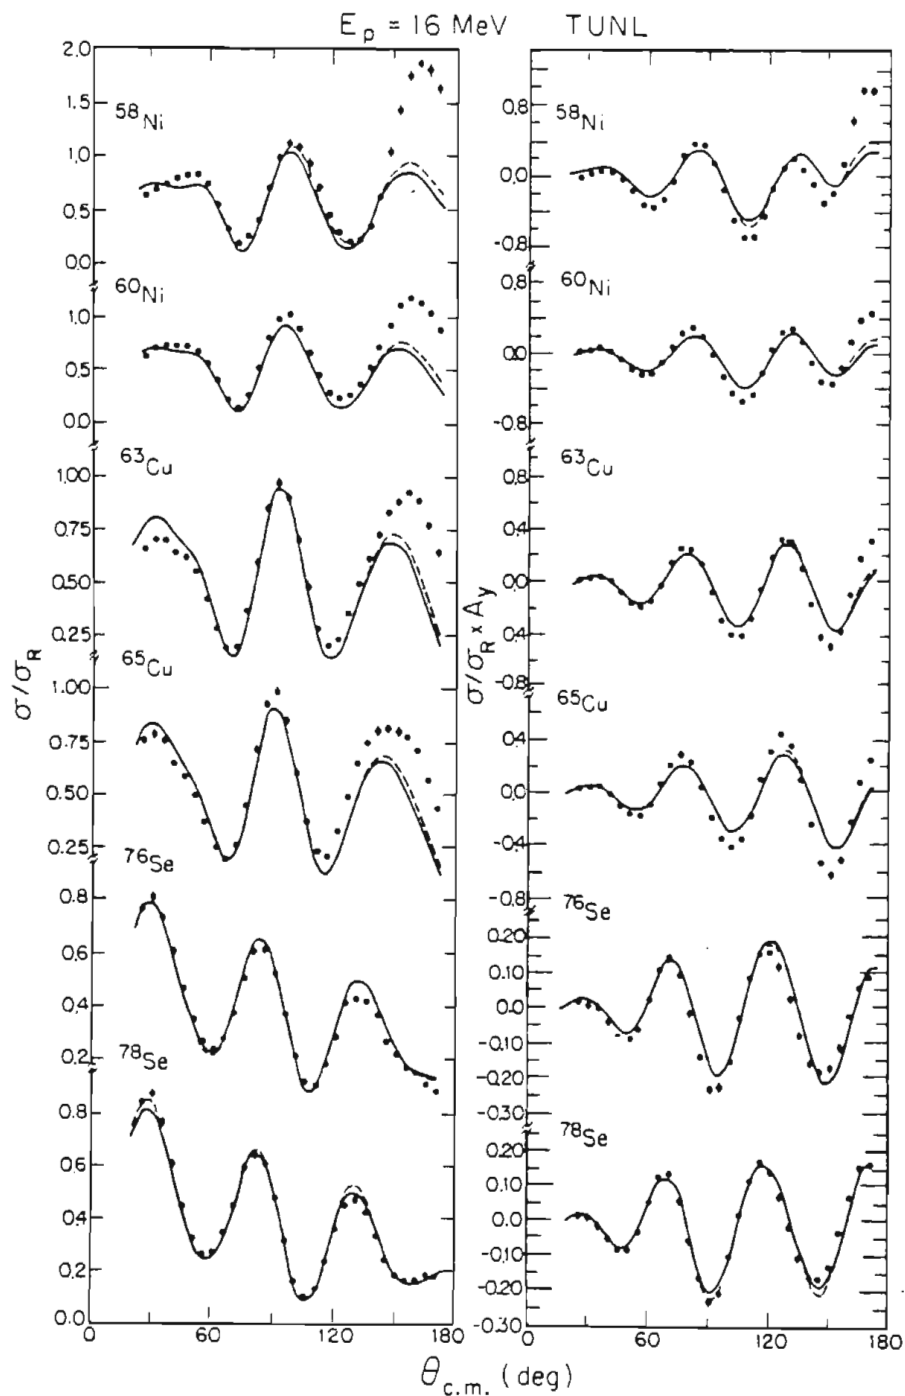 E_p = 16 MeV TUNL
2.0
⁵⁸Ni
1.5
1.0
0.5
0.0
⁶⁰Ni
1.0
0.5
0.0
⁶³Cu
1.00
0.75
0.50
0.25
⁶⁵Cu
1.00
0.75
0.50
0.25
⁷⁶Se
0.8
0.6
0.4
0.2
⁷⁸Se
0.8
0.6
0.4
0.2
0.0
σ/σ_R
0 60 120 180
⁵⁸Ni
0.8
0.0
-0.8
⁶⁰Ni
0.8
0.0
-0.8
⁶³Cu
0.8
0.4
0.0
0.4
-0.8
⁶⁵Cu
0.4
0.0
-0.4
-0.8
⁷⁶Se
0.20
0.10
0.0
-0.10
-0.20
-0.30
⁷⁸Se
0.20
0.10
0.0
-0.10
-0.20
-0.30
σ/σ_R × A_y
0 60 120 180
θ_c.m. (deg)